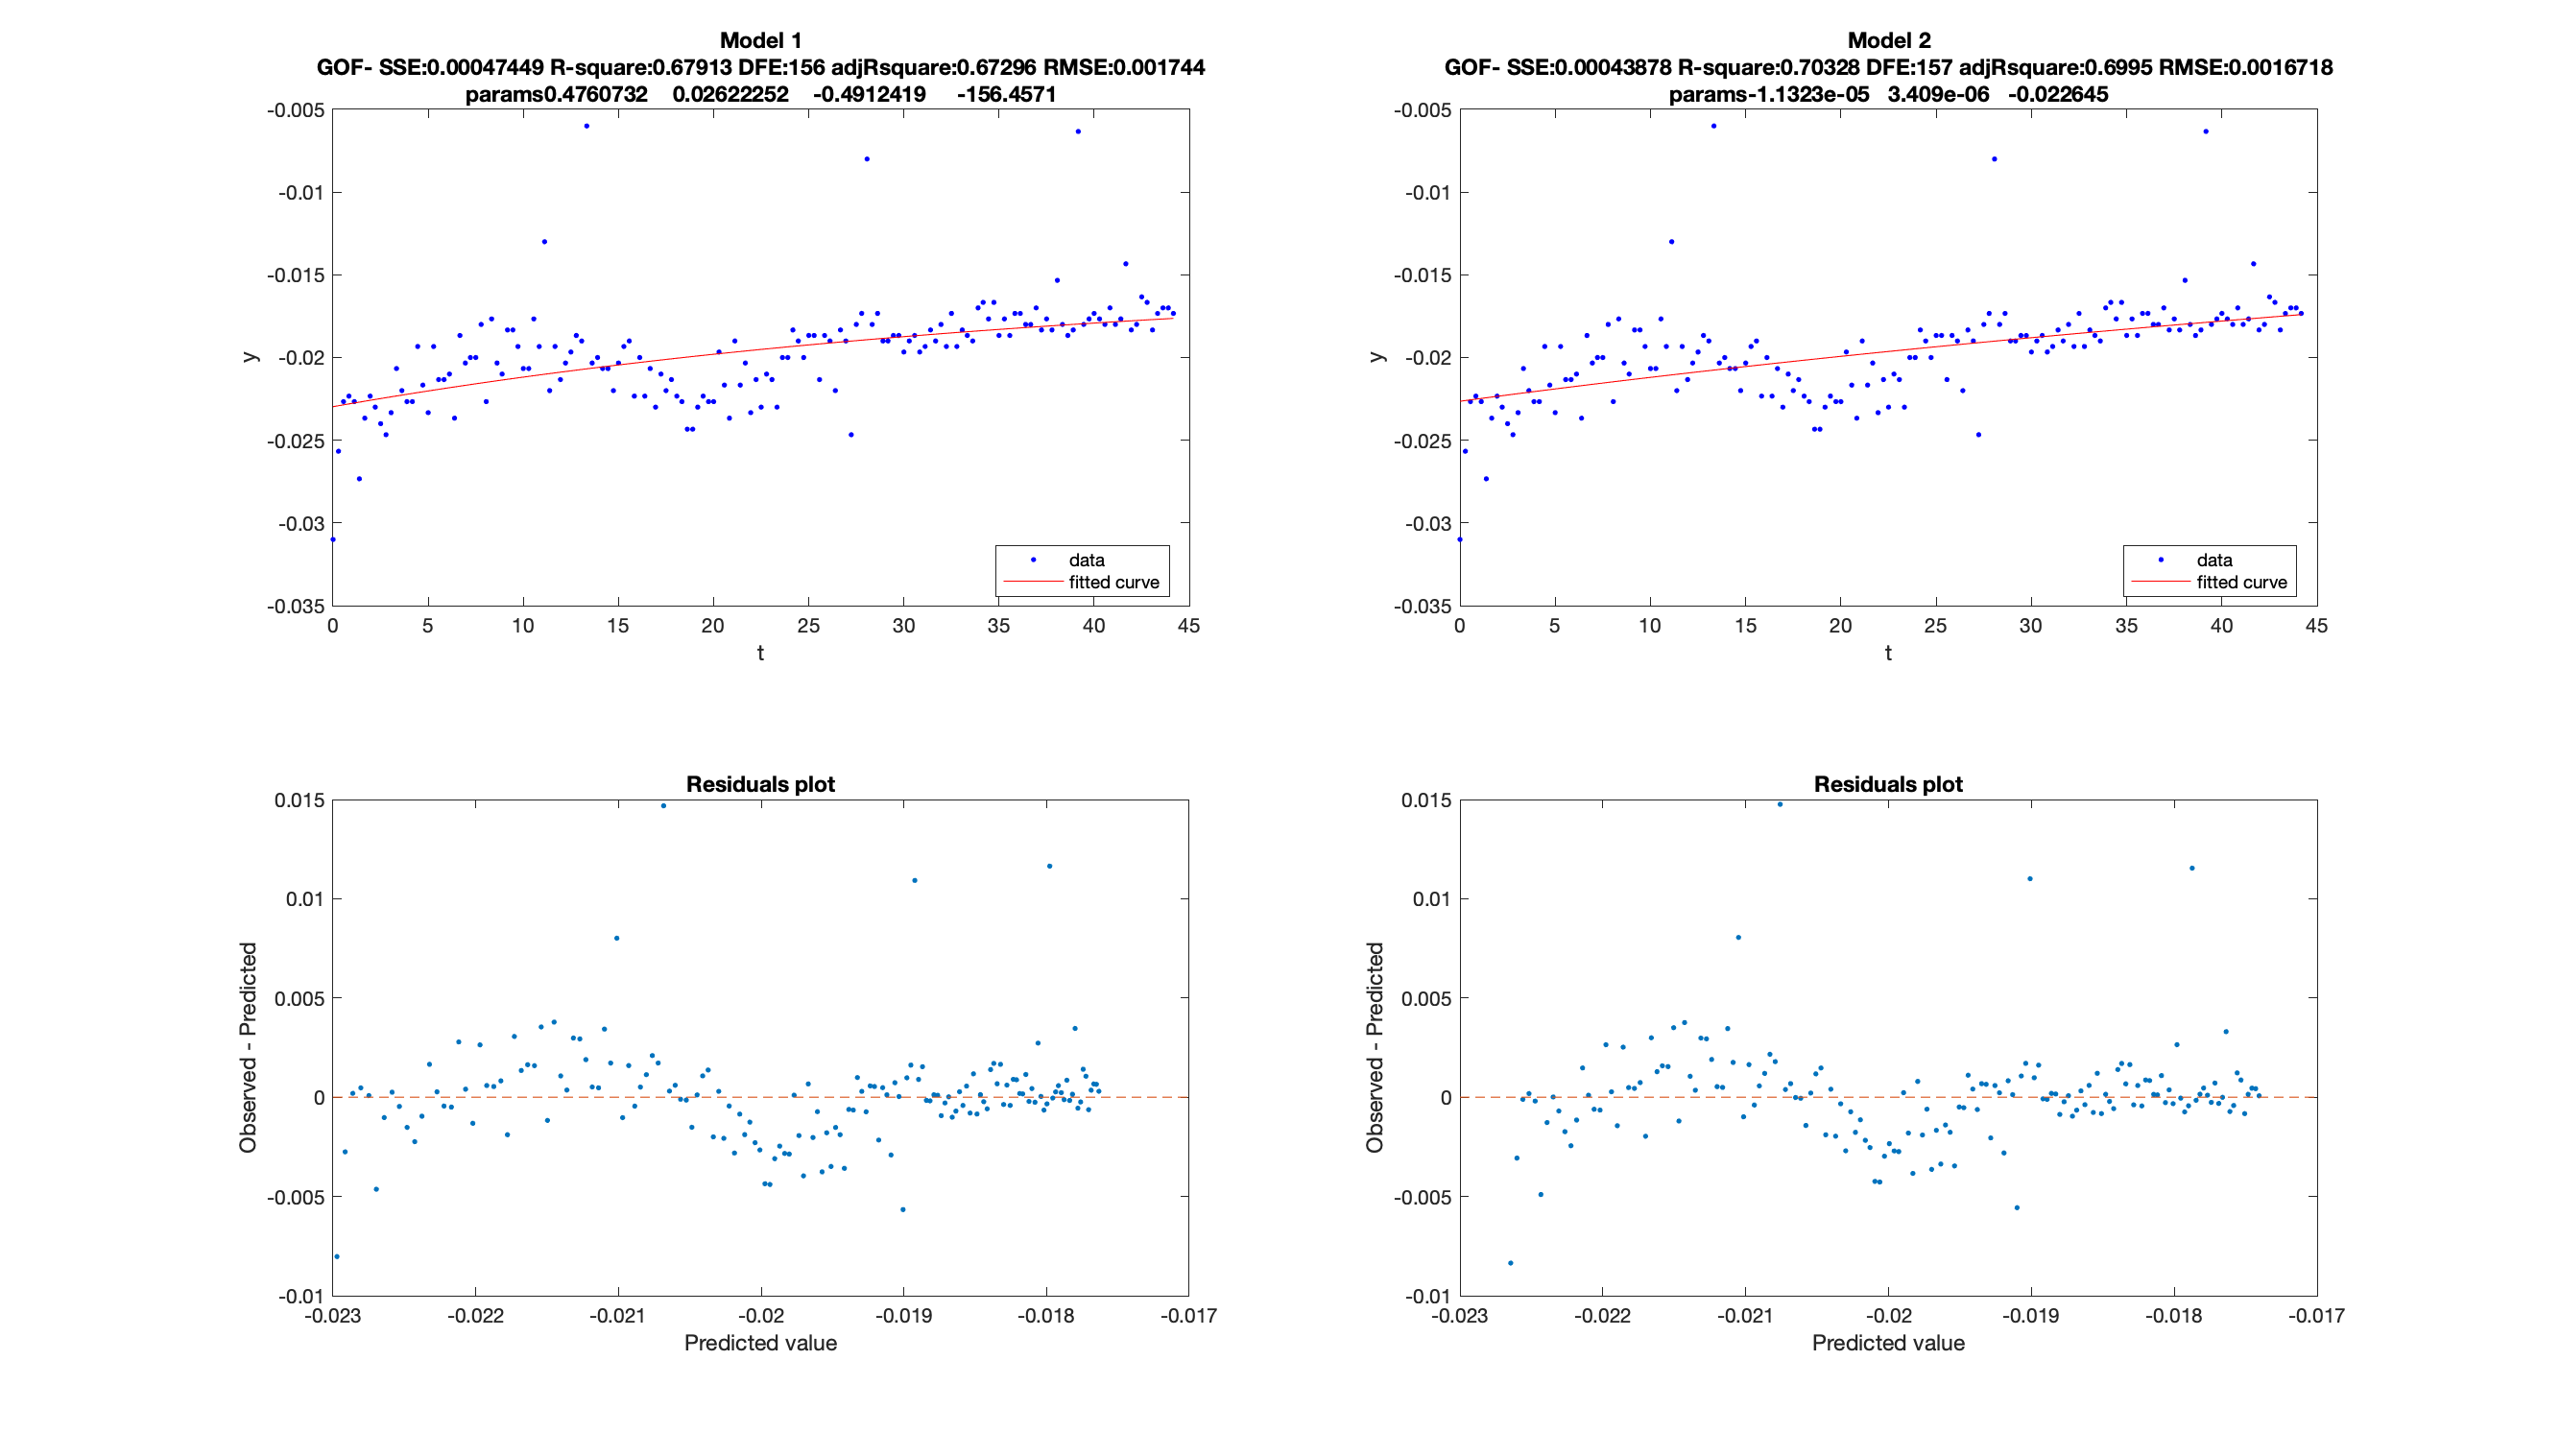 Model 1
GOF- SSE:0.00047449 R-square:0.67913 DFE:156 adjRsquare:0.67296 RMSE:0.001744
params0.4760732 0.02622252 -0.4912419 -156.4571
-0.005
-0.01
-0.015
-0.02
-0.025
-0.03
-0.035
y
data
fitted curve
0 5 10 15 20 25 30 35 40 45
t
Model 2
GOF- SSE:0.00043878 R-square:0.70328 DFE:157 adjRsquare:0.6995 RMSE:0.0016718
params-1.1323e-05 3.409e-06 -0.022645
-0.005
-0.01
-0.015
-0.02
-0.025
-0.03
-0.035
y
data
fitted curve
0 5 10 15 20 25 30 35 40 45
t
Residuals plot
0.015
0.01
0.005
0
-0.005
-0.01
Observed - Predicted
-0.023 -0.022 -0.021 -0.02 -0.019 -0.018 -0.017
Predicted value
Residuals plot
0.015
0.01
0.005
0
-0.005
-0.01
Observed - Predicted
-0.023 -0.022 -0.021 -0.02 -0.019 -0.018 -0.017
Predicted value